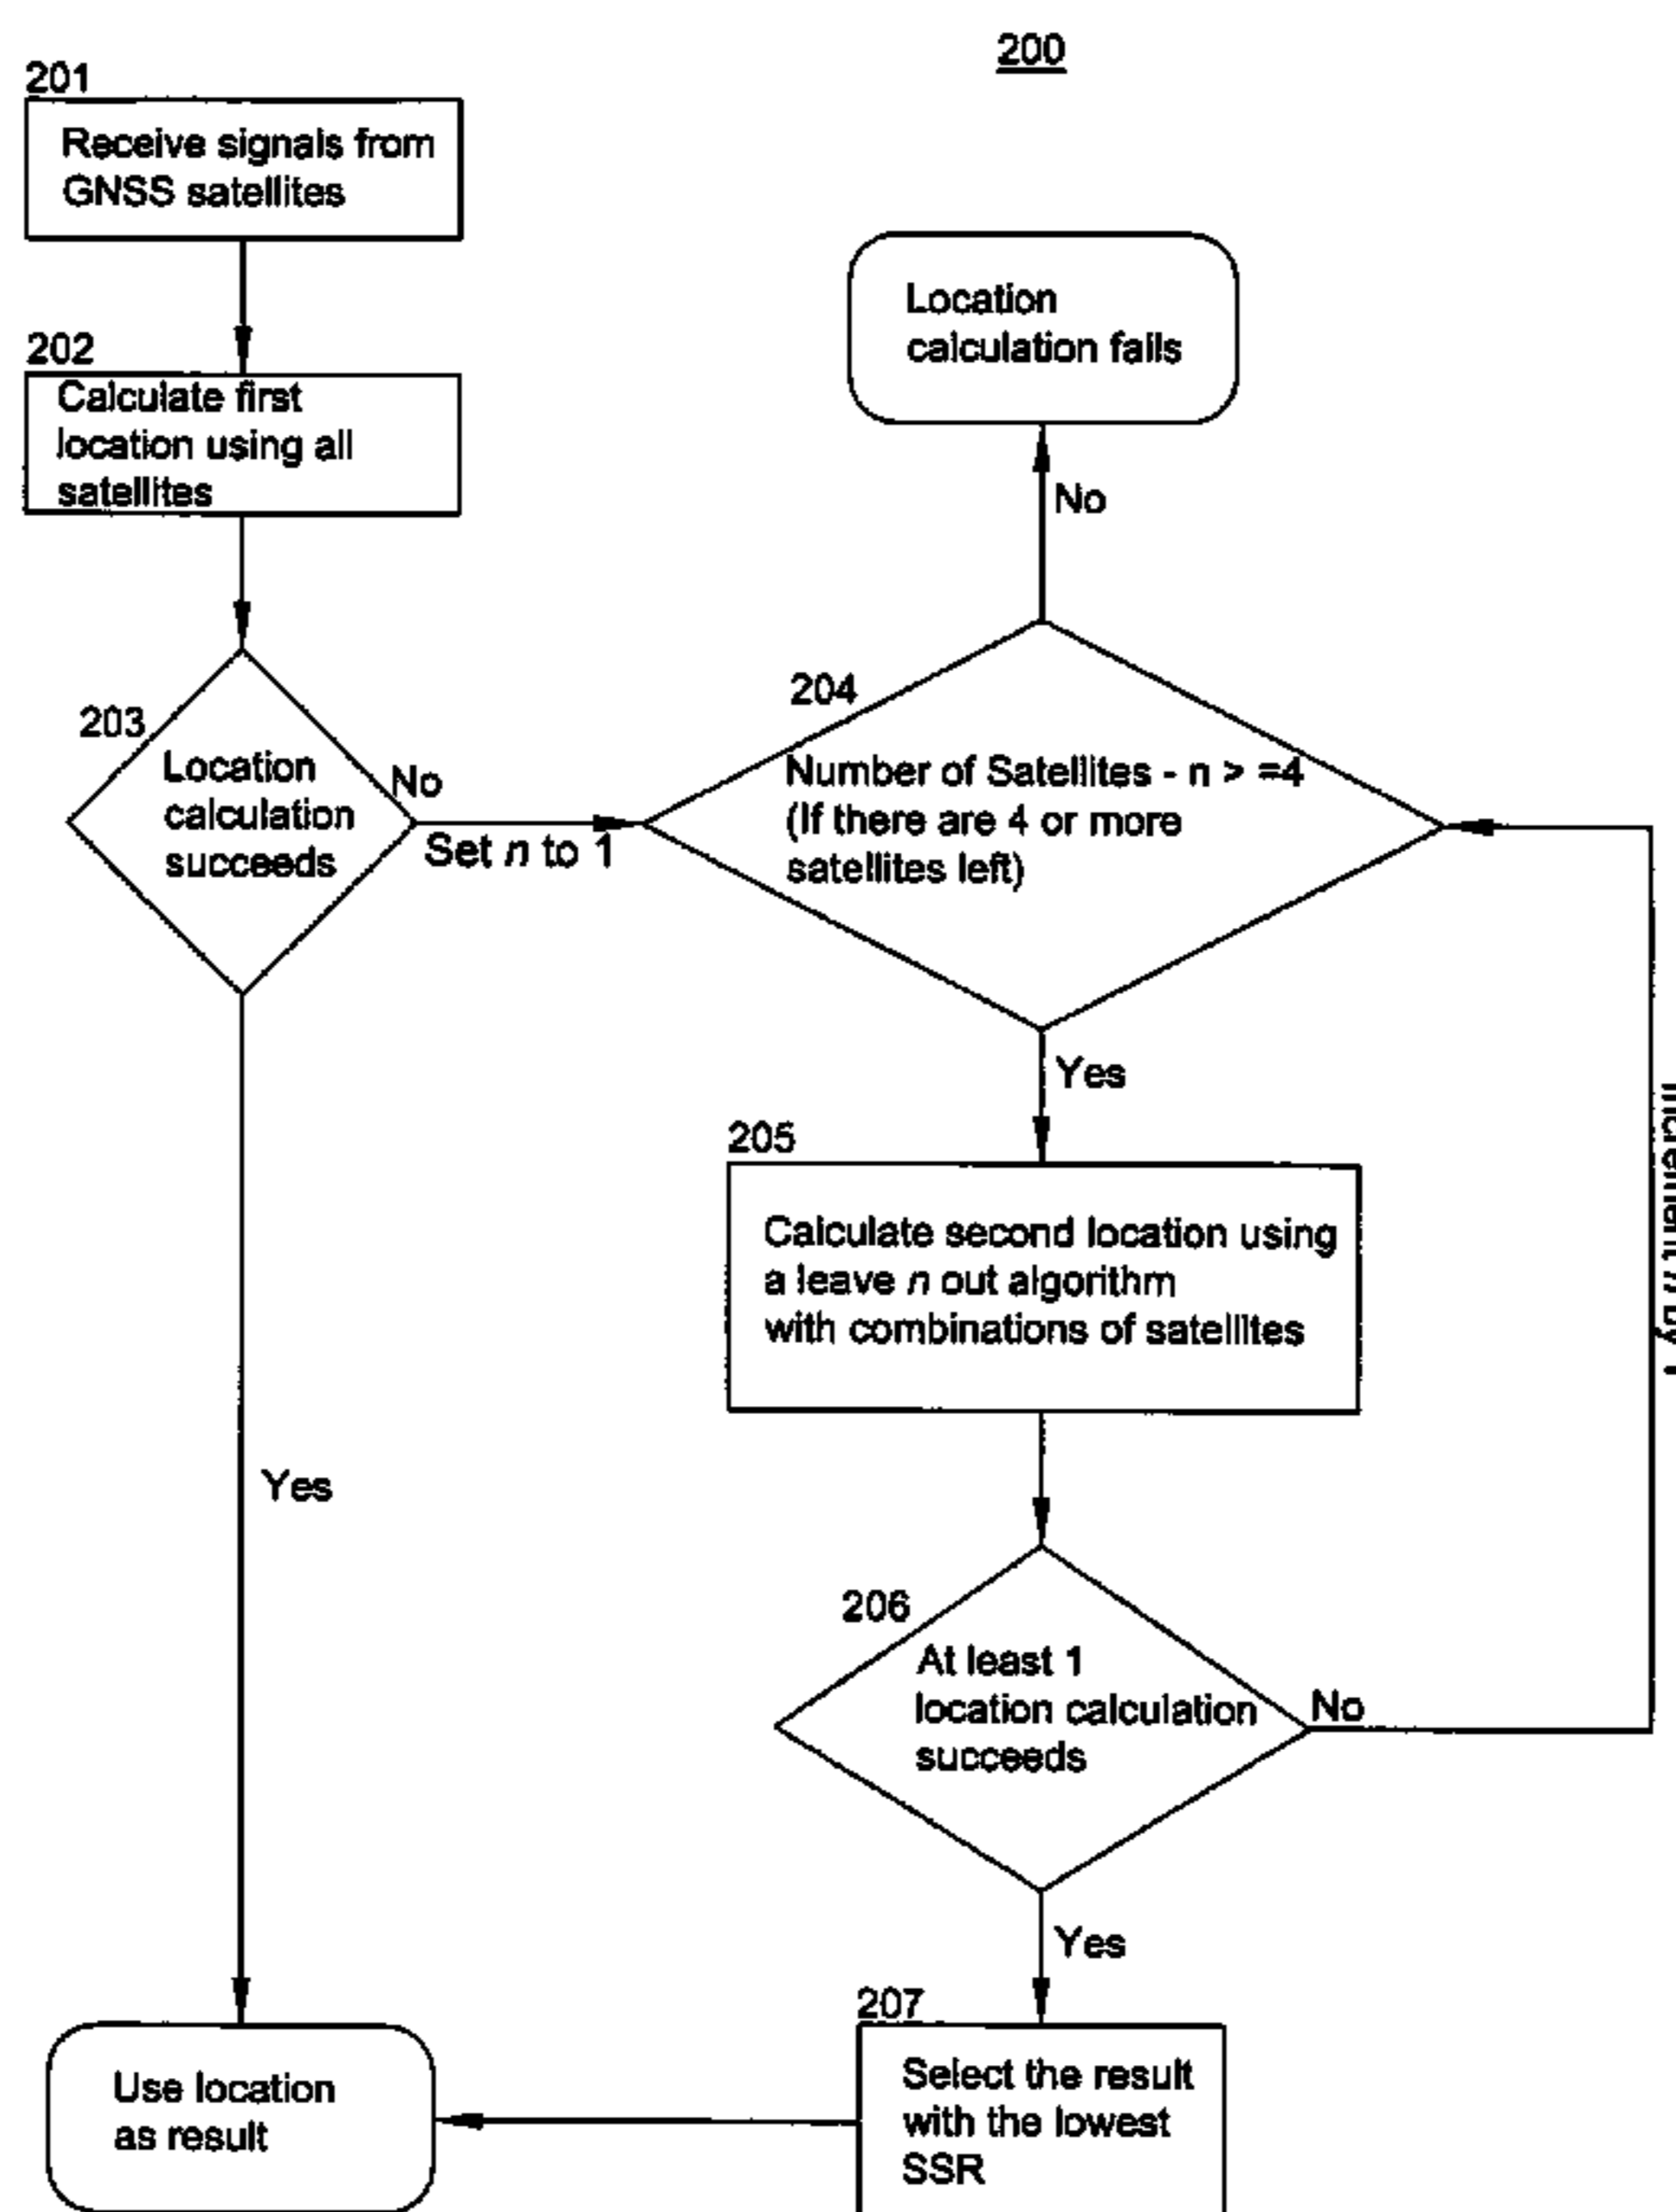 200
201
Receive signals from
GNSS satellites
202
Calculate first
location using all
satellites
203
Location
calculation
succeeds
No
Set n to 1
Location
calculation fails
No
204
Number of Satellites - n > =4
(If there are 4 or more
satellites left)
Yes
205
Calculate second location using
a leave n out algorithm
with combinations of satellites
206
At least 1
location calculation
succeeds
No
Yes
Yes
207
Select the result
with the lowest
SSR
Use location
as result